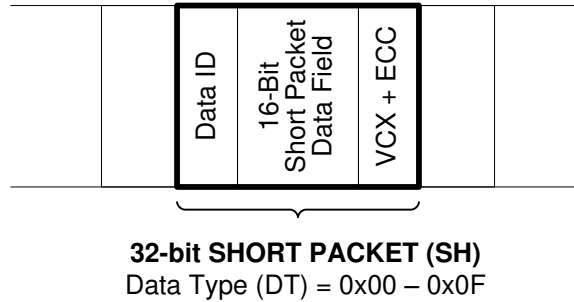 Data ID
16-Bit
Short Packet
Data Field
VCX + ECC
32-bit SHORT PACKET (SH)
Data Type (DT) = 0x00 – 0x0F